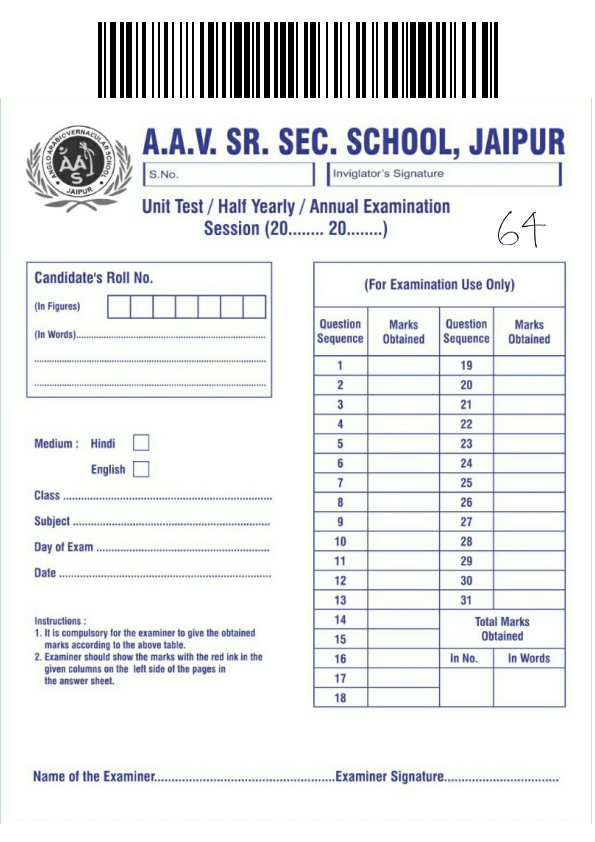 A.A.V. SR. SEC. SCHOOL, JAIPUR
ANGLO ARABIC VERNACULAR SCHOOL
AAS
JAIPUR
S.No.
Inviglator's Signature
Unit Test / Half Yearly / Annual Examination
Session (20........ 20........)
64
Candidate's Roll No.
(In Figures)
(In Words)
Medium : Hindi
English
Class
Subject
Day of Exam
Date
Instructions :
1. It is compulsory for the examiner to give the obtained
marks according to the above table.
2. Examiner should show the marks with the red ink in the
given columns on the left side of the pages in
the answer sheet.
(For Examination Use Only)
Question Sequence Marks Obtained Question Sequence Marks Obtained
1 19
2 20
3 21
4 22
5 23
6 24
7 25
8 26
9 27
10 28
11 29
12 30
13 31
14 Total Marks
15 Obtained
16 In No. In Words
17
18
Name of the Examiner Examiner Signature